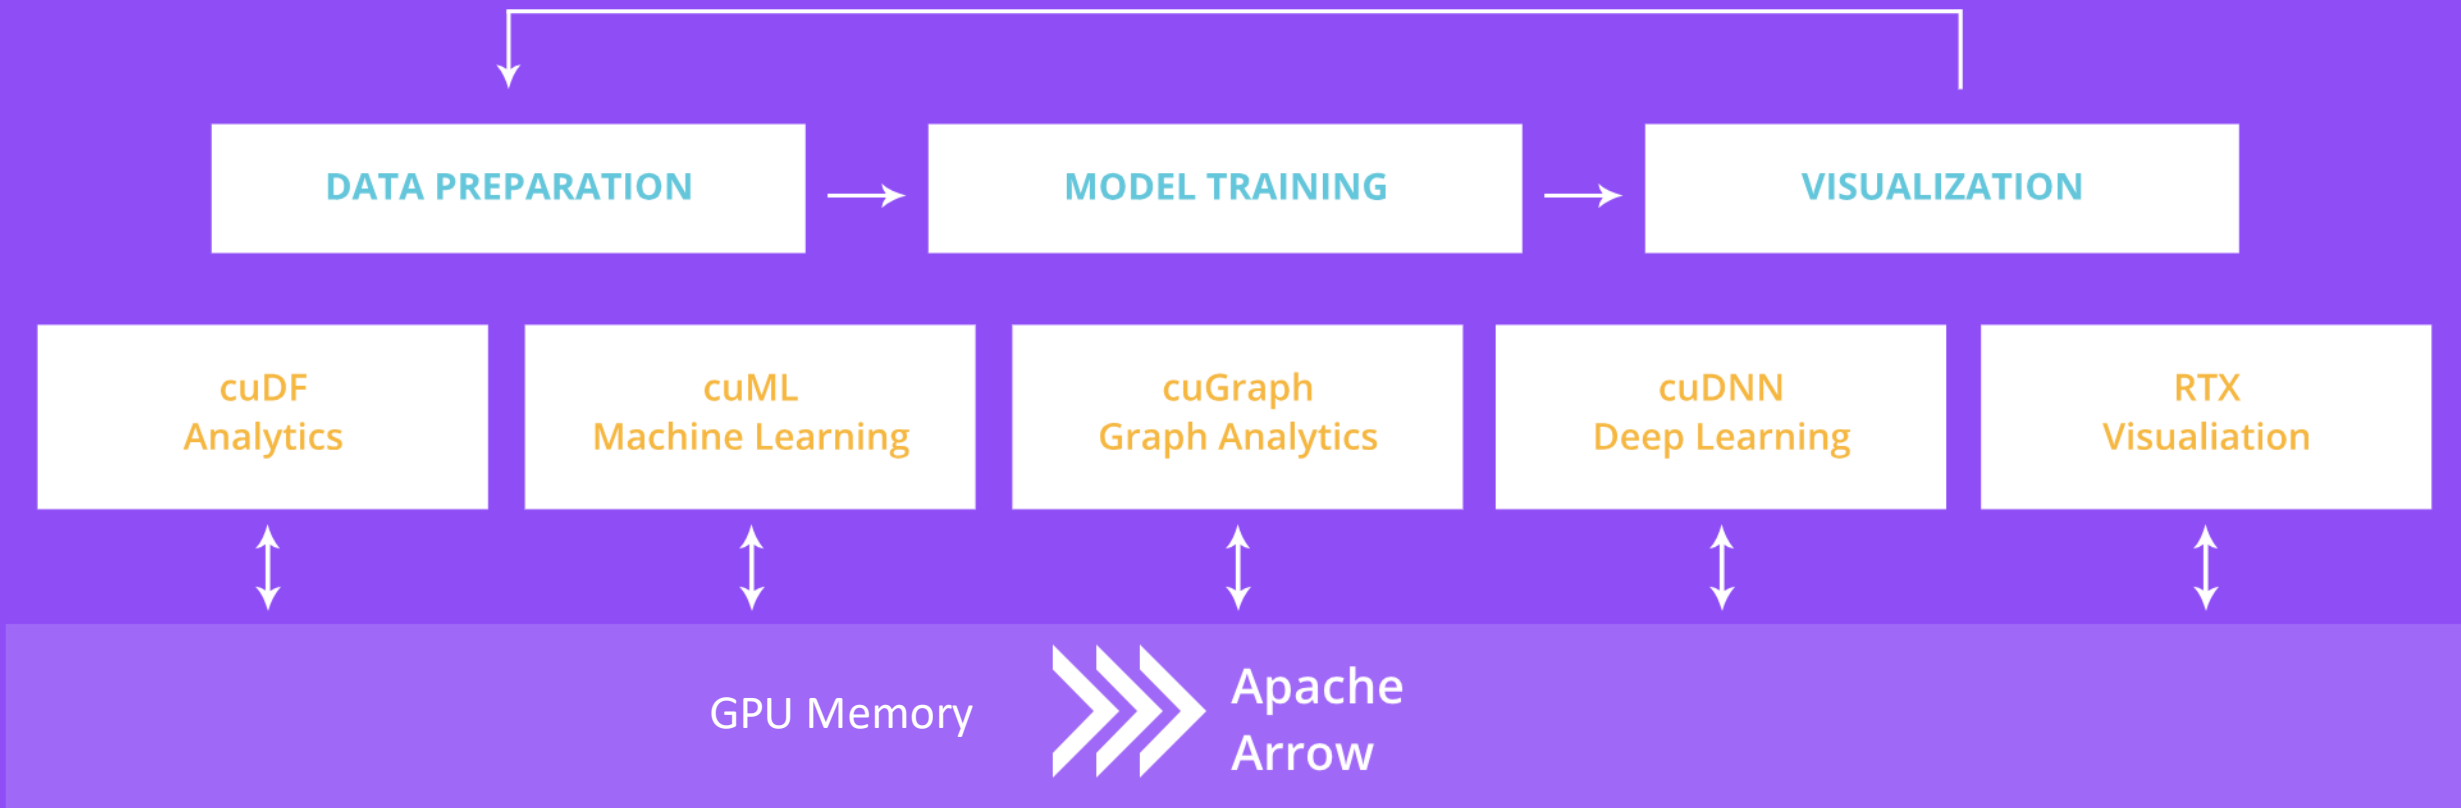 DATA PREPARATION
MODEL TRAINING
VISUALIZATION
cuDF
Analytics
cuML
Machine Learning
cuGraph
Graph Analytics
cuDNN
Deep Learning
RTX
Visualiation
GPU Memory
Apache
Arrow